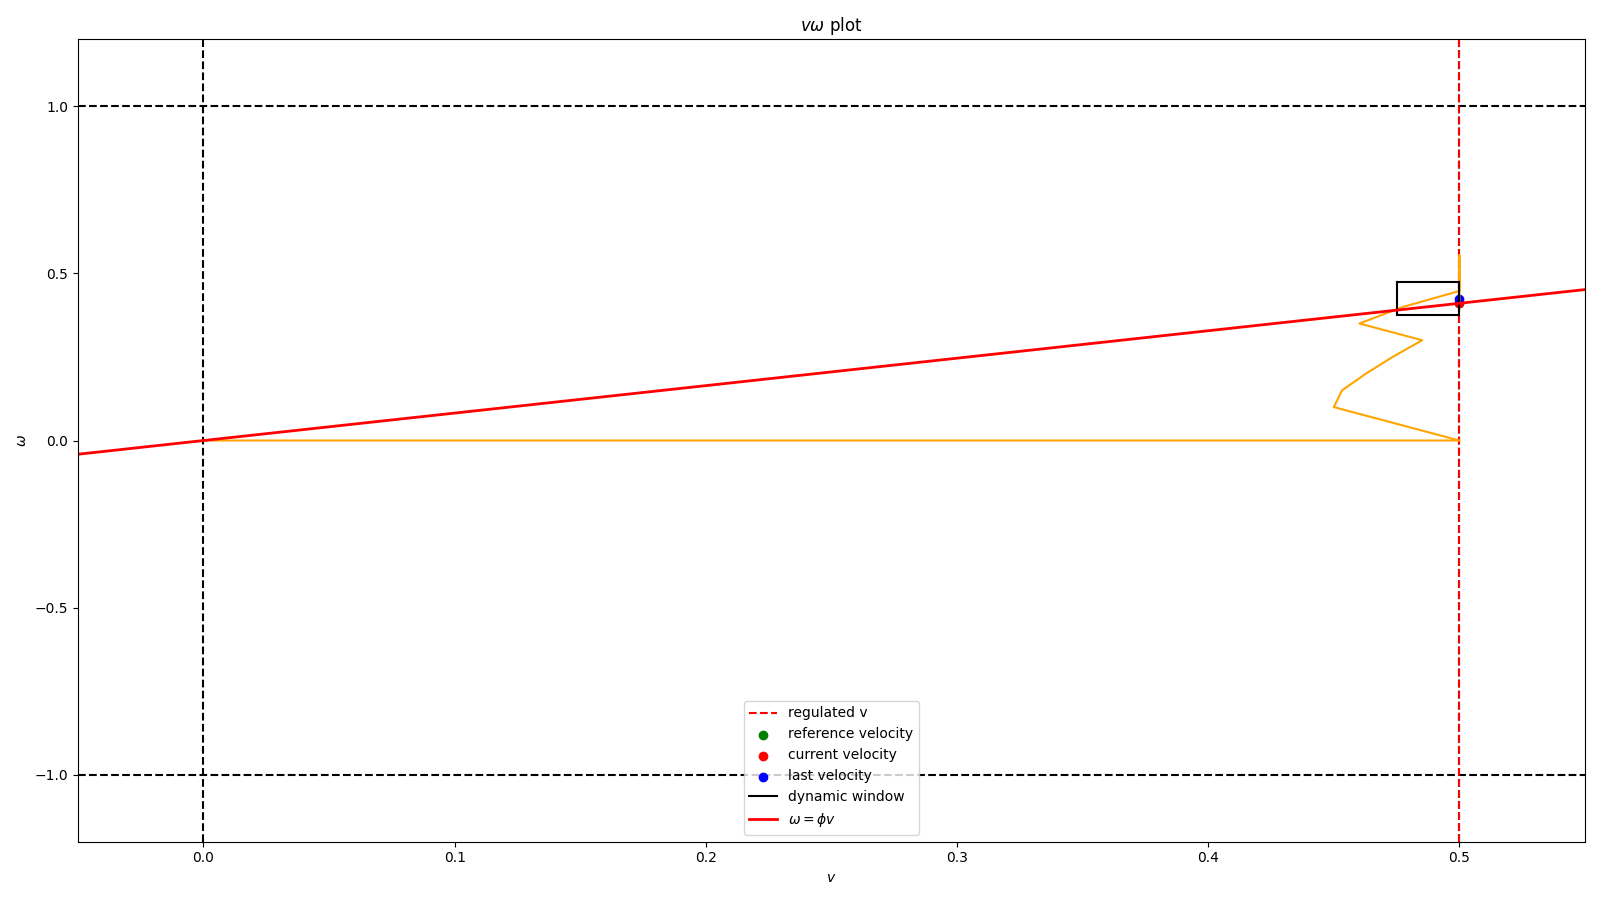 vω plot
1.0
0.5
0.0
−0.5
−1.0
ω
0.0 0.1 0.2 0.3 0.4 0.5
v
regulated v
reference velocity
current velocity
last velocity
dynamic window
ω = ϕv